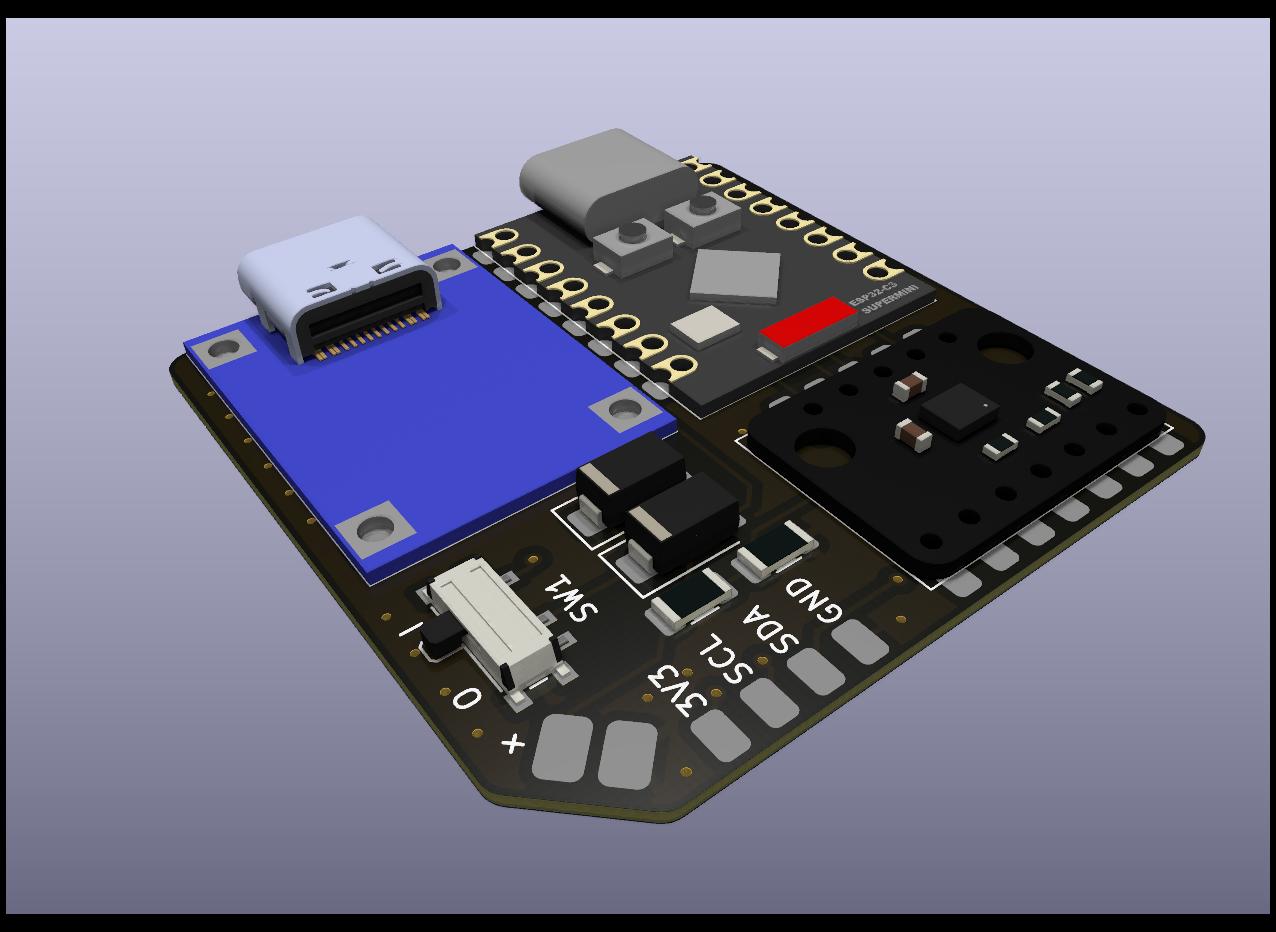 ESP32-C3
SUPERMINI
SW1
GND
SDA
SCL
3V3
I
O
+